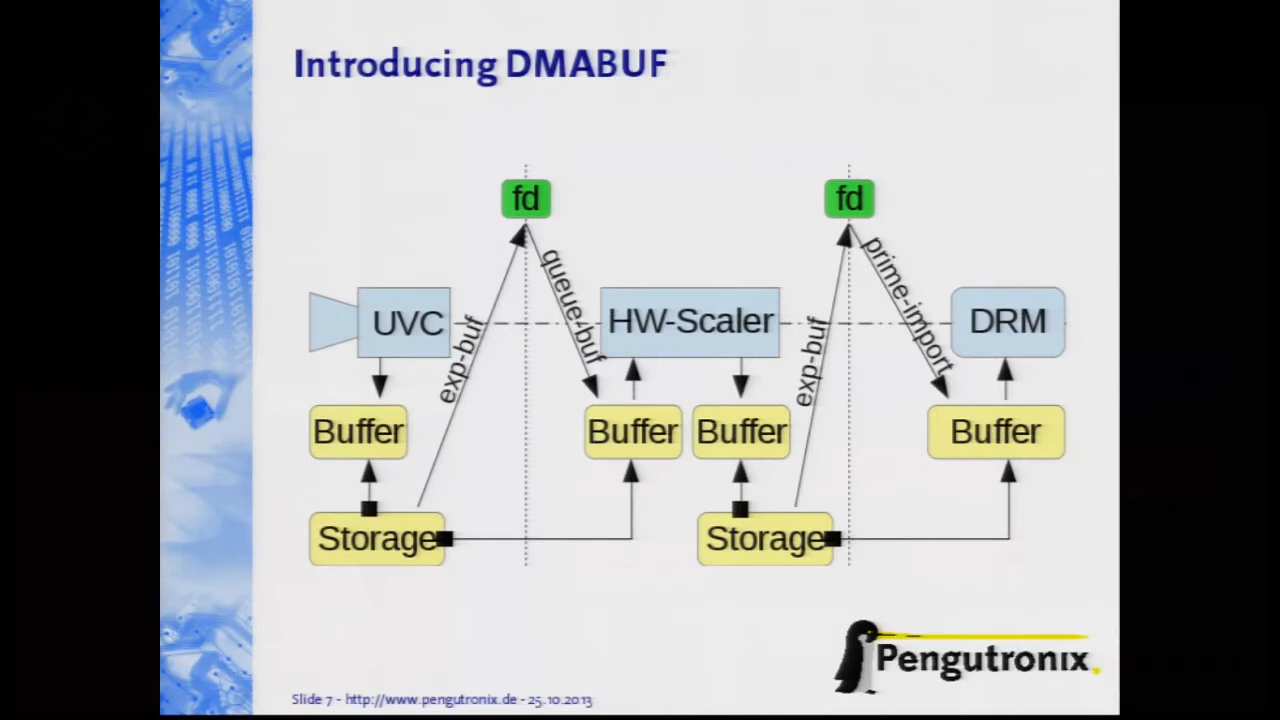 Introducing DMABUF
fd
fd
exp-buf
queue-buf
exp-buf
prime-import
UVC
HW-Scaler
DRM
Buffer
Buffer
Buffer
Buffer
Storage
Storage
Pengutronix.
Slide 7 - http://www.pengutronix.de - 25.10.2013